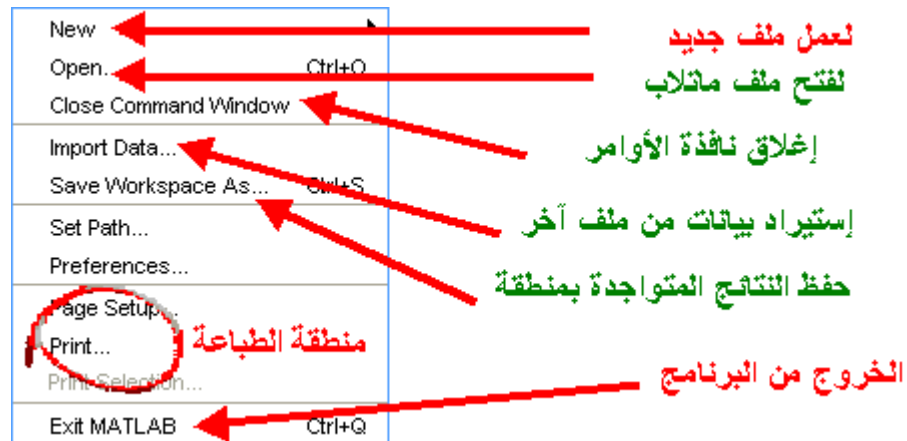 New
لعمل ملف جديد
Open... Ctrl+O
لفتح ملف ماتلاب
Close Command Window
إغلاق نافذة الأوامر
Import Data...
إستيراد بيانات من ملف آخر
Save Workspace As... Ctrl+S
حفظ النتائج المتواجدة بمنطقة
Set Path...
Preferences...
Page Setup...
Print...
منطقة الطباعة
Print Selection...
Exit MATLAB Ctrl+Q
الخروج من البرنامج